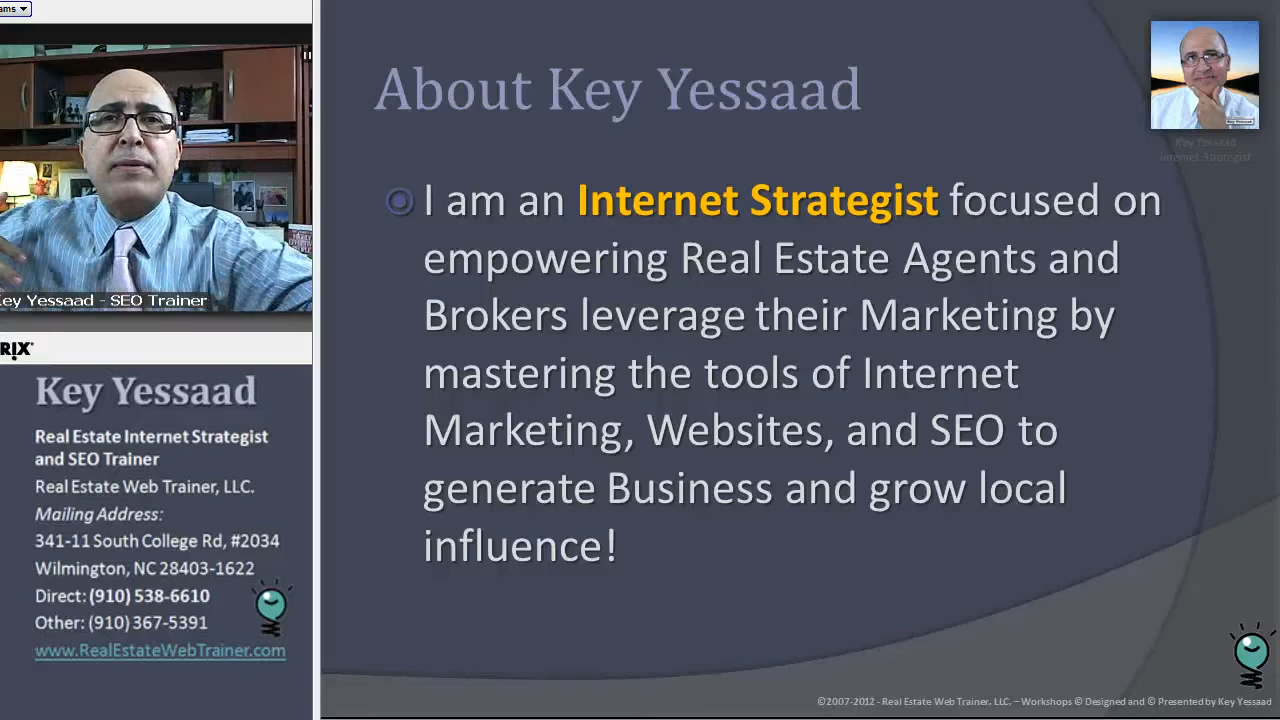 ams
Key Yessaad - SEO Trainer
RIX
Key Yessaad
Real Estate Internet Strategist
and SEO Trainer
Real Estate Web Trainer, LLC.
Mailing Address:
341-11 South College Rd, #2034
Wilmington, NC 28403-1622
Direct: (910) 538-6610
Other: (910) 367-5391
www.RealEstateWebTrainer.com
About Key Yessaad
Key Yessaad
Key Yessaad
Internet Strategist
I am an Internet Strategist focused on
empowering Real Estate Agents and
Brokers leverage their Marketing by
mastering the tools of Internet
Marketing, Websites, and SEO to
generate Business and grow local
influence!
©2007-2012 - Real Estate Web Trainer, LLC. – Workshops © Designed and © Presented by Key Yessaad